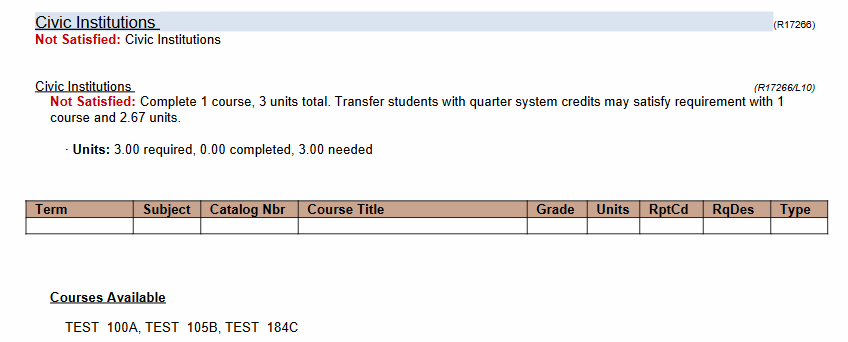 Civic Institutions (R17266)
Not Satisfied: Civic Institutions
Civic Institutions (R17266/L10)
Not Satisfied: Complete 1 course, 3 units total. Transfer students with quarter system credits may satisfy requirement with 1
course and 2.67 units.
· Units: 3.00 required, 0.00 completed, 3.00 needed
Term Subject Catalog Nbr Course Title Grade Units RptCd RqDes Type
Courses Available
TEST 100A, TEST 105B, TEST 184C